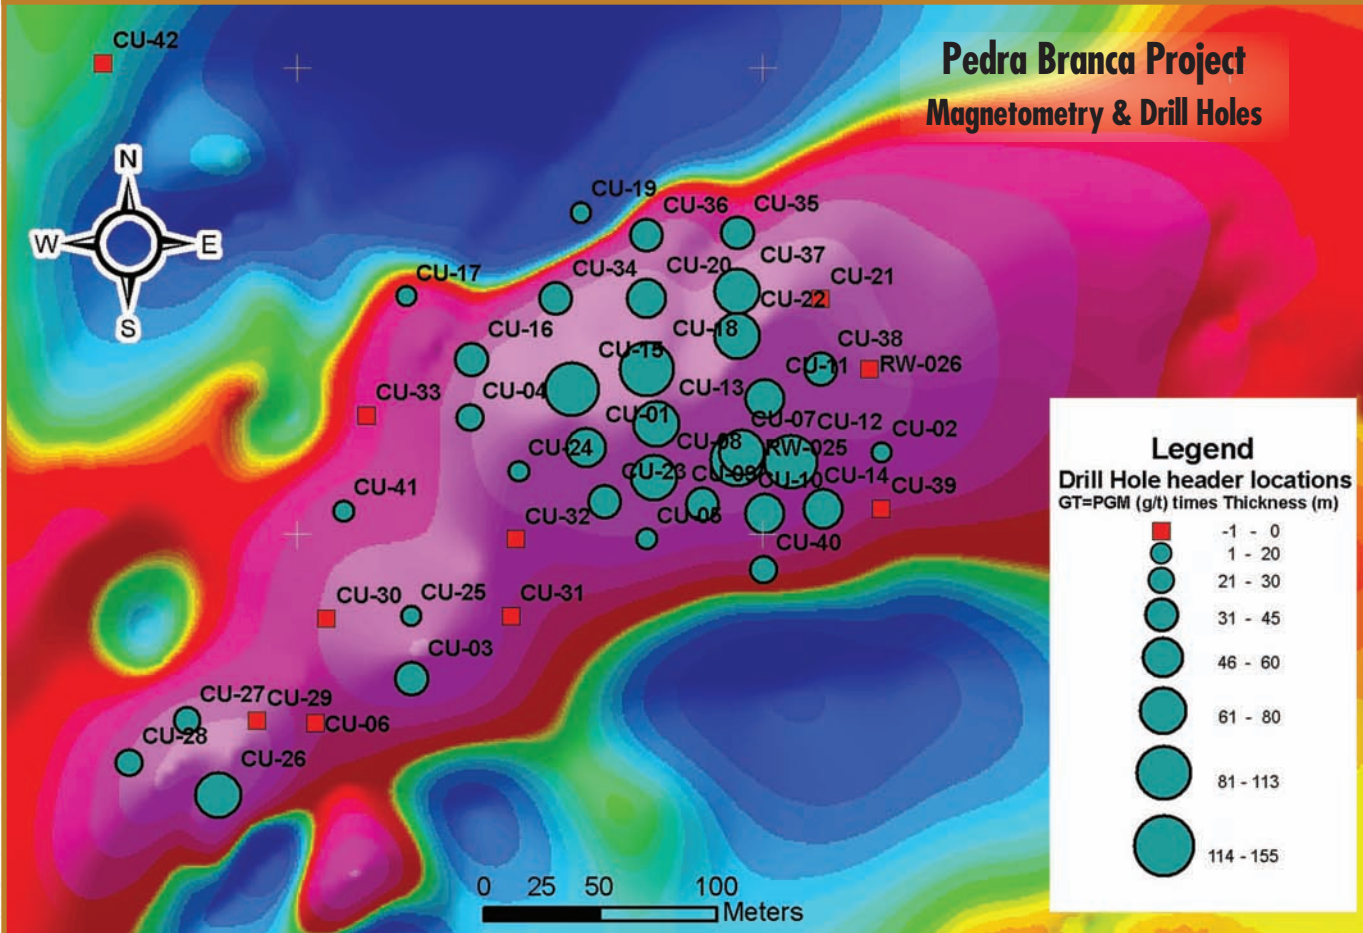 CU-42
Pedra Branca Project
Magnetometry & Drill Holes
N
W
E
S
CU-19
CU-36
CU-35
CU-17
CU-34
CU-20
CU-37
CU-21
CU-22
CU-16
CU-18
CU-38
CU-15
CU-11
RW-026
CU-33
CU-04
CU-13
CU-01
CU-07
CU-12
CU-02
CU-24
CU-08
RW-025
CU-23
CU-09
CU-10
CU-14
CU-39
CU-41
CU-32
CU-05
CU-40
CU-30
CU-25
CU-31
CU-03
CU-27
CU-29
CU-06
CU-28
CU-26
Legend
Drill Hole header locations
GT=PGM (g/t) times Thickness (m)
-1 - 0
1 - 20
21 - 30
31 - 45
46 - 60
61 - 80
81 - 113
114 - 155
0 25 50 100
Meters